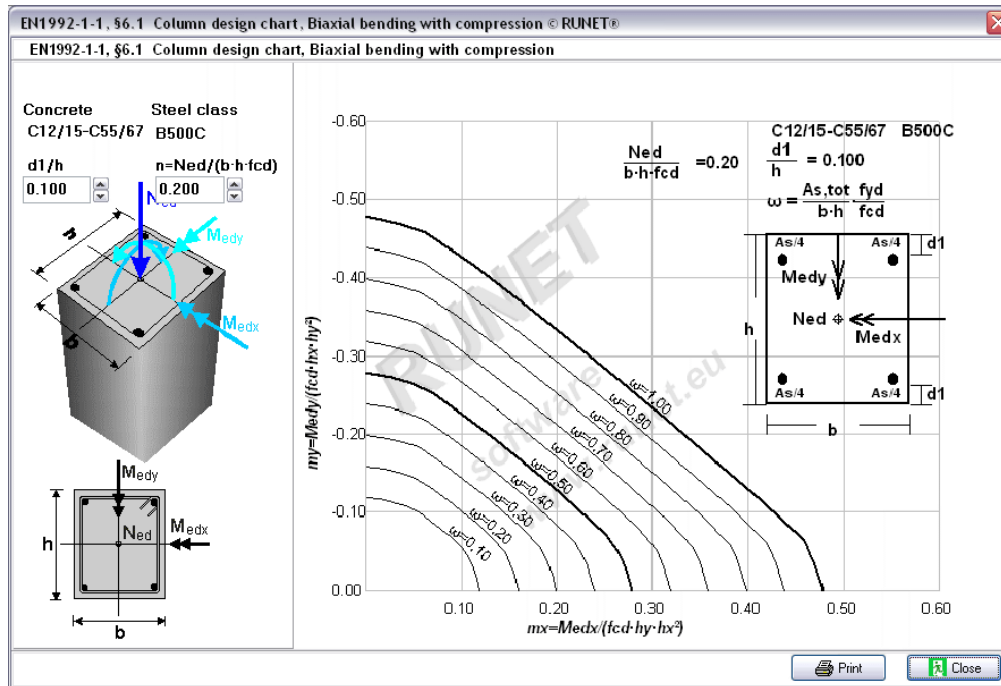 EN1992-1-1, §6.1 Column design chart, Biaxial bending with compression © RUNET®
EN1992-1-1, §6.1 Column design chart, Biaxial bending with compression
Concrete Steel class
C12/15-C55/67 B500C
d1/h n=Ned/(b·h·fcd)
0.100 0.200
Ned
h
Medy
b
Medx
Medy
Ned
Medx
h
b
my=Medy/(fcd·hx·hy²)
-0.60
-0.50
-0.40
-0.30
-0.20
-0.10
0.00
0.10 0.20 0.30 0.40 0.50 0.60
mx=Medx/(fcd·hy·hx²)
ω=1.00
ω=0.90
ω=0.80
ω=0.70
ω=0.60
ω=0.50
ω=0.40
ω=0.30
ω=0.20
ω=0.10
RUNET
software
C12/15-C55/67 B500C
Ned/b·h·fcd =0.20
d1/h = 0.100
ω = As,tot/b·h · fyd/fcd
As/4 As/4 d1
Medy
h
Ned
Medx
As/4 As/4 d1
b
Print
Close